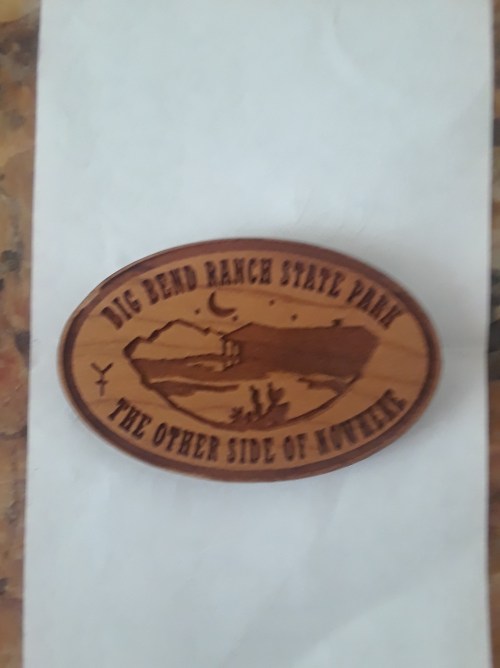 BIG BEND RANCH STATE PARK
THE OTHER SIDE OF NOWHERE